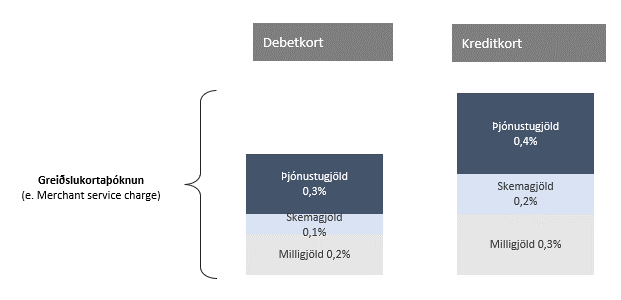 Debetkort
Kreditkort
Greiðslukortaþóknun
(e. Merchant service charge)
Þjónustugjöld
0,3%
Skemagjöld
0,1%
Milligjöld 0,2%
Þjónustugjöld
0,4%
Skemagjöld
0,2%
Milligjöld 0,3%